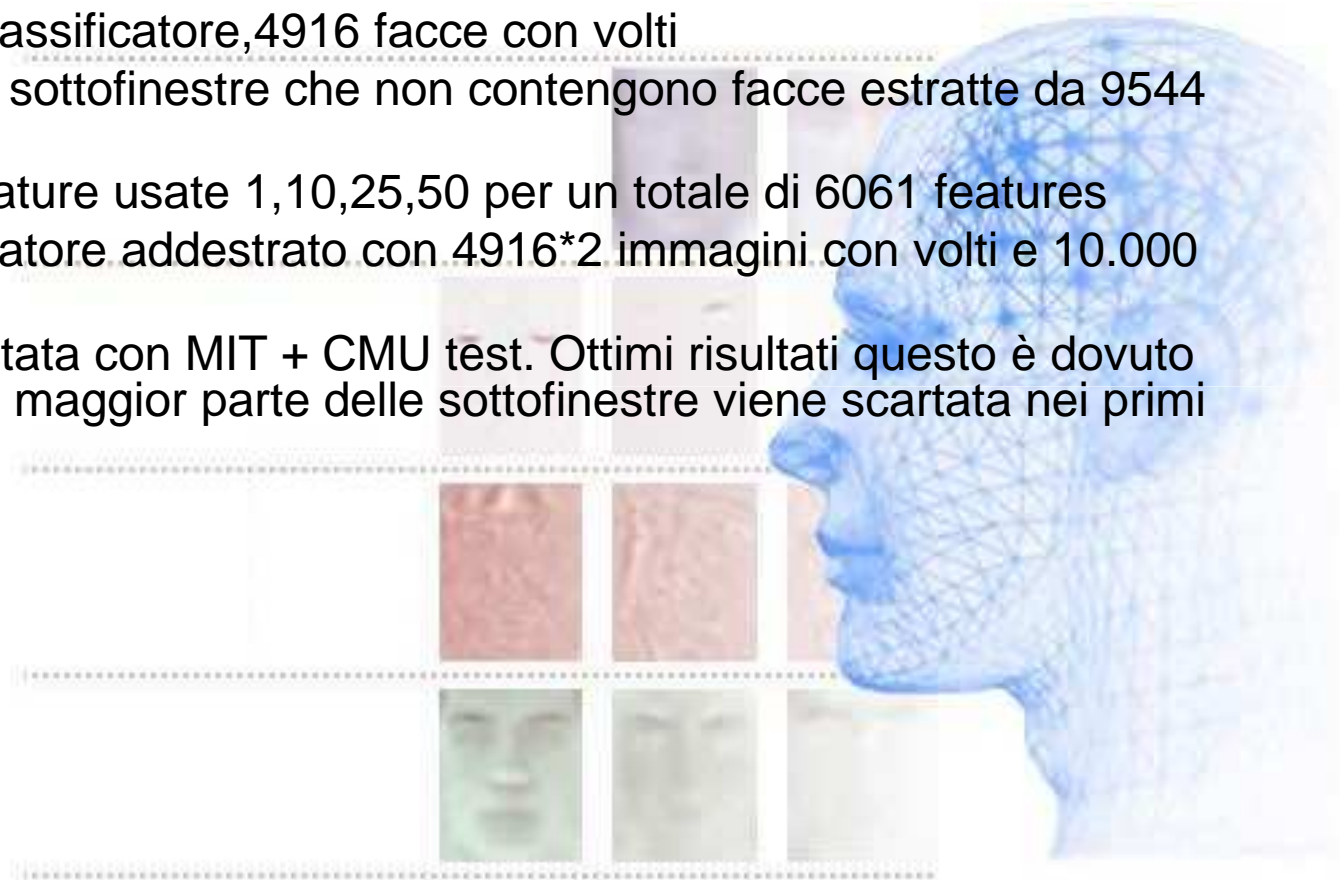 assificatore,4916 facce con volti
sottofinestre che non contengono facce estratte da 9544
ature usate 1,10,25,50 per un totale di 6061 features
atore addestrato con 4916*2 immagini con volti e 10.000
tata con MIT + CMU test. Ottimi risultati questo è dovuto
maggior parte delle sottofinestre viene scartata nei primi